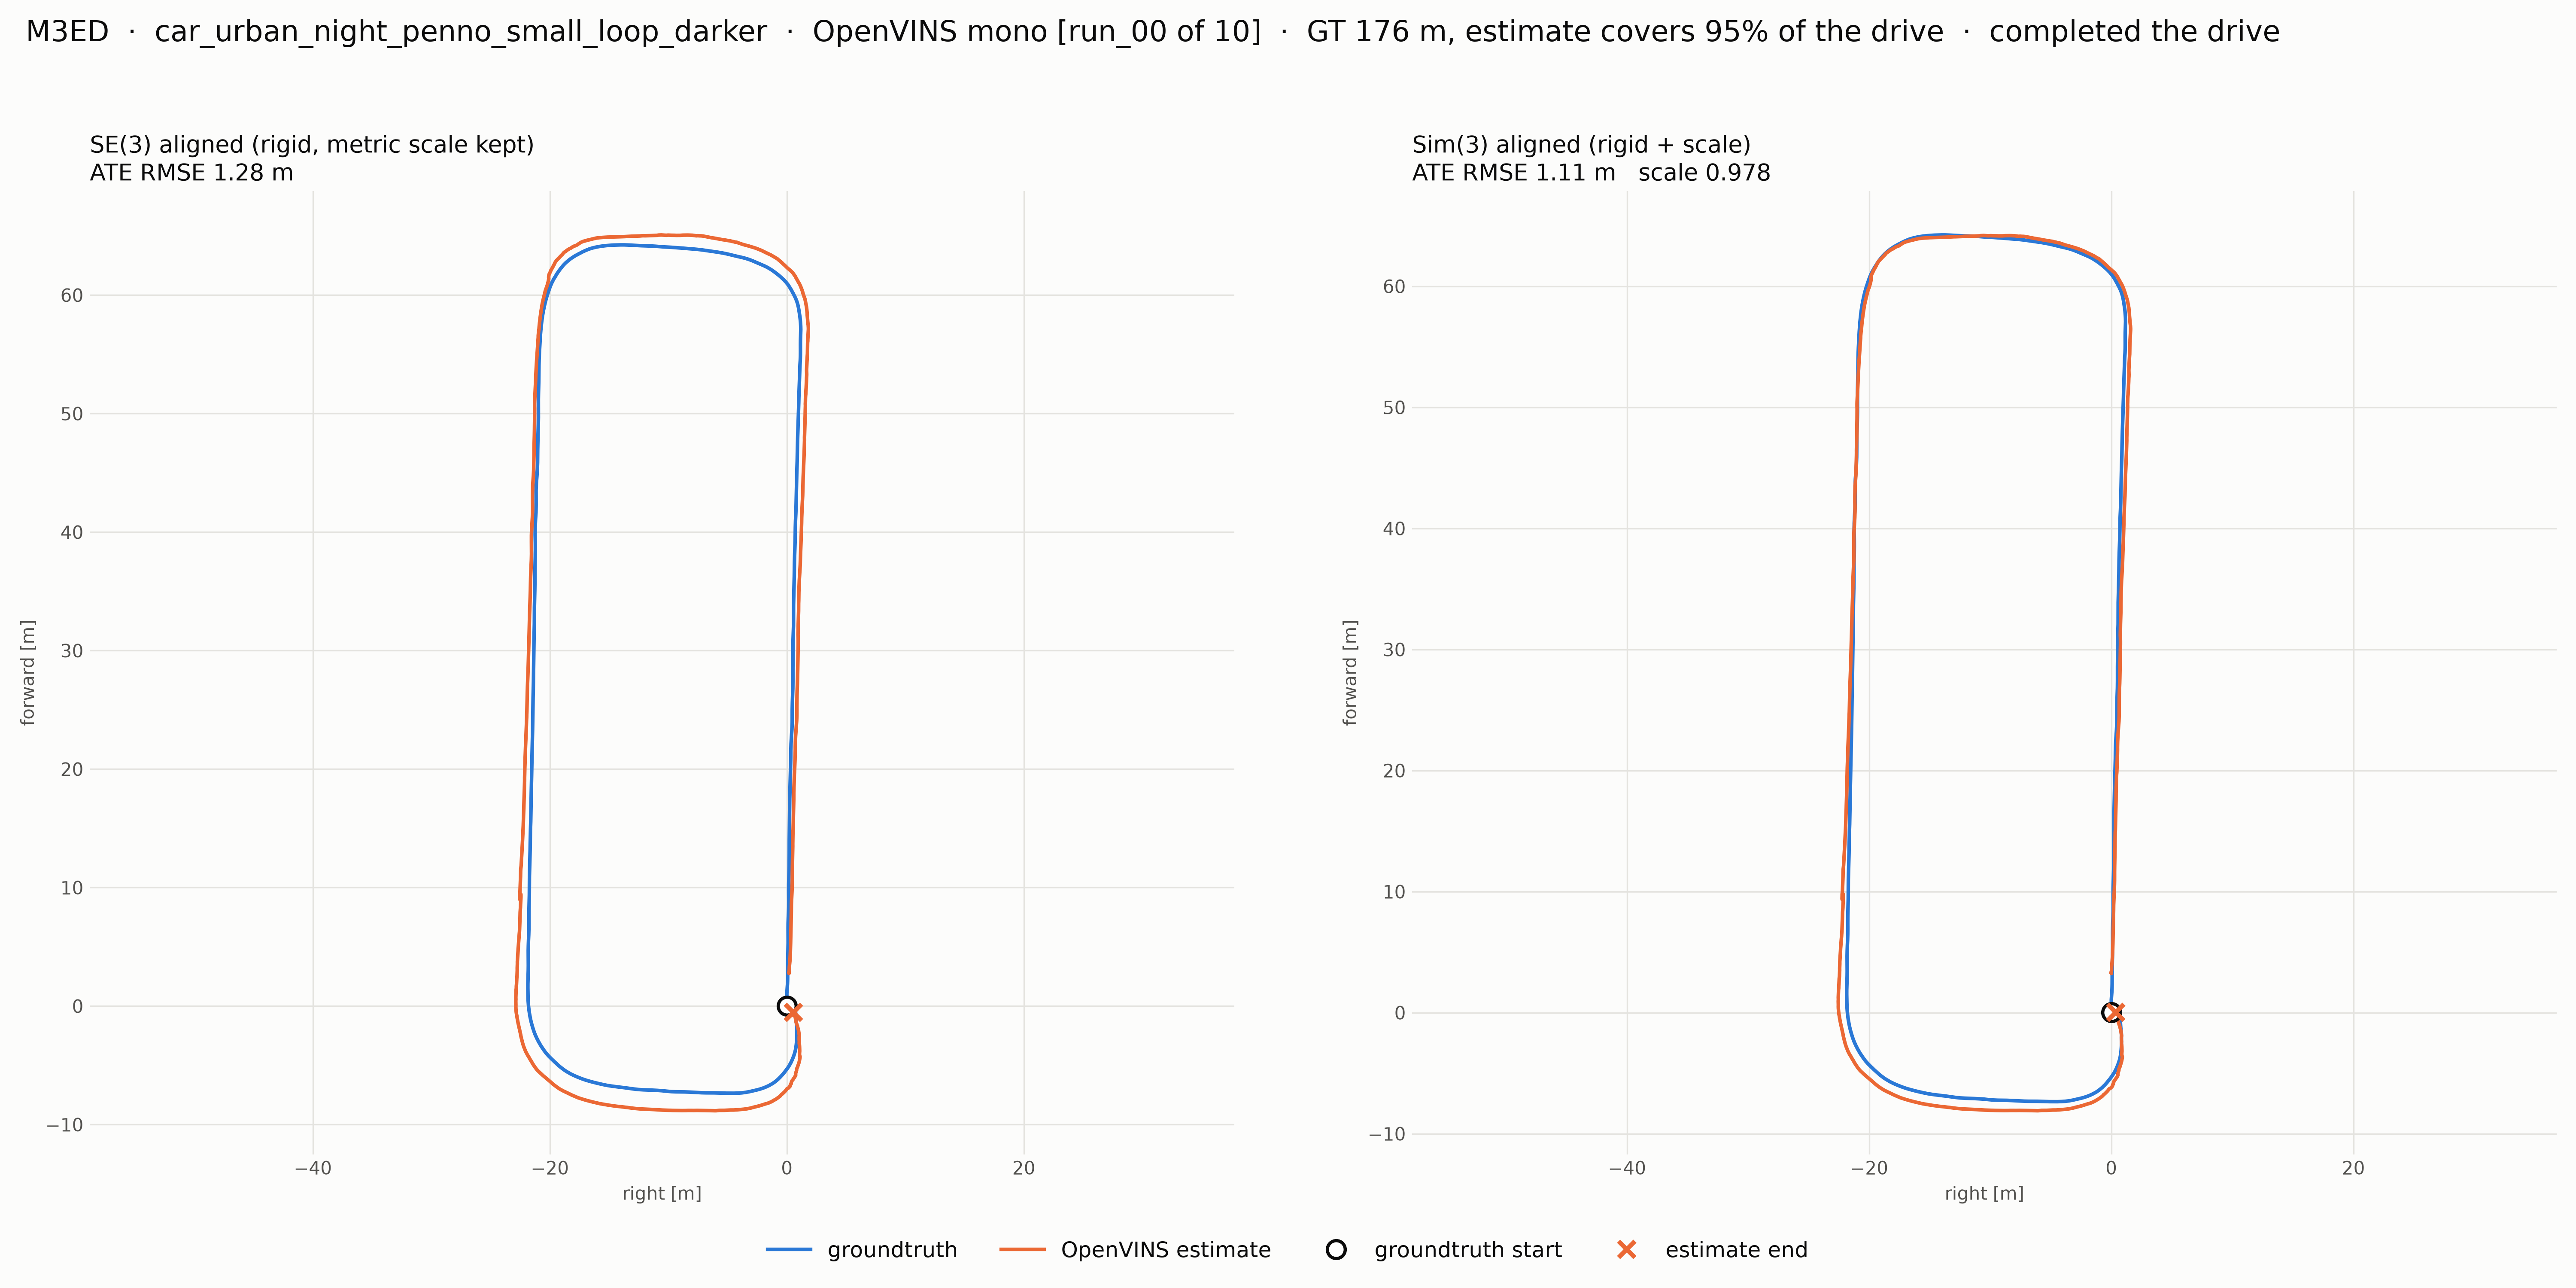 M3ED · car_urban_night_penno_small_loop_darker · OpenVINS mono [run_00 of 10] · GT 176 m, estimate covers 95% of the drive · completed the drive
SE(3) aligned (rigid, metric scale kept)
ATE RMSE 1.28 m
60
50
40
30
20
10
0
−10
forward [m]
−40
−20
0
20
right [m]
Sim(3) aligned (rigid + scale)
ATE RMSE 1.11 m scale 0.978
60
50
40
30
20
10
0
−10
forward [m]
−40
−20
0
20
right [m]
groundtruth
OpenVINS estimate
groundtruth start
estimate end